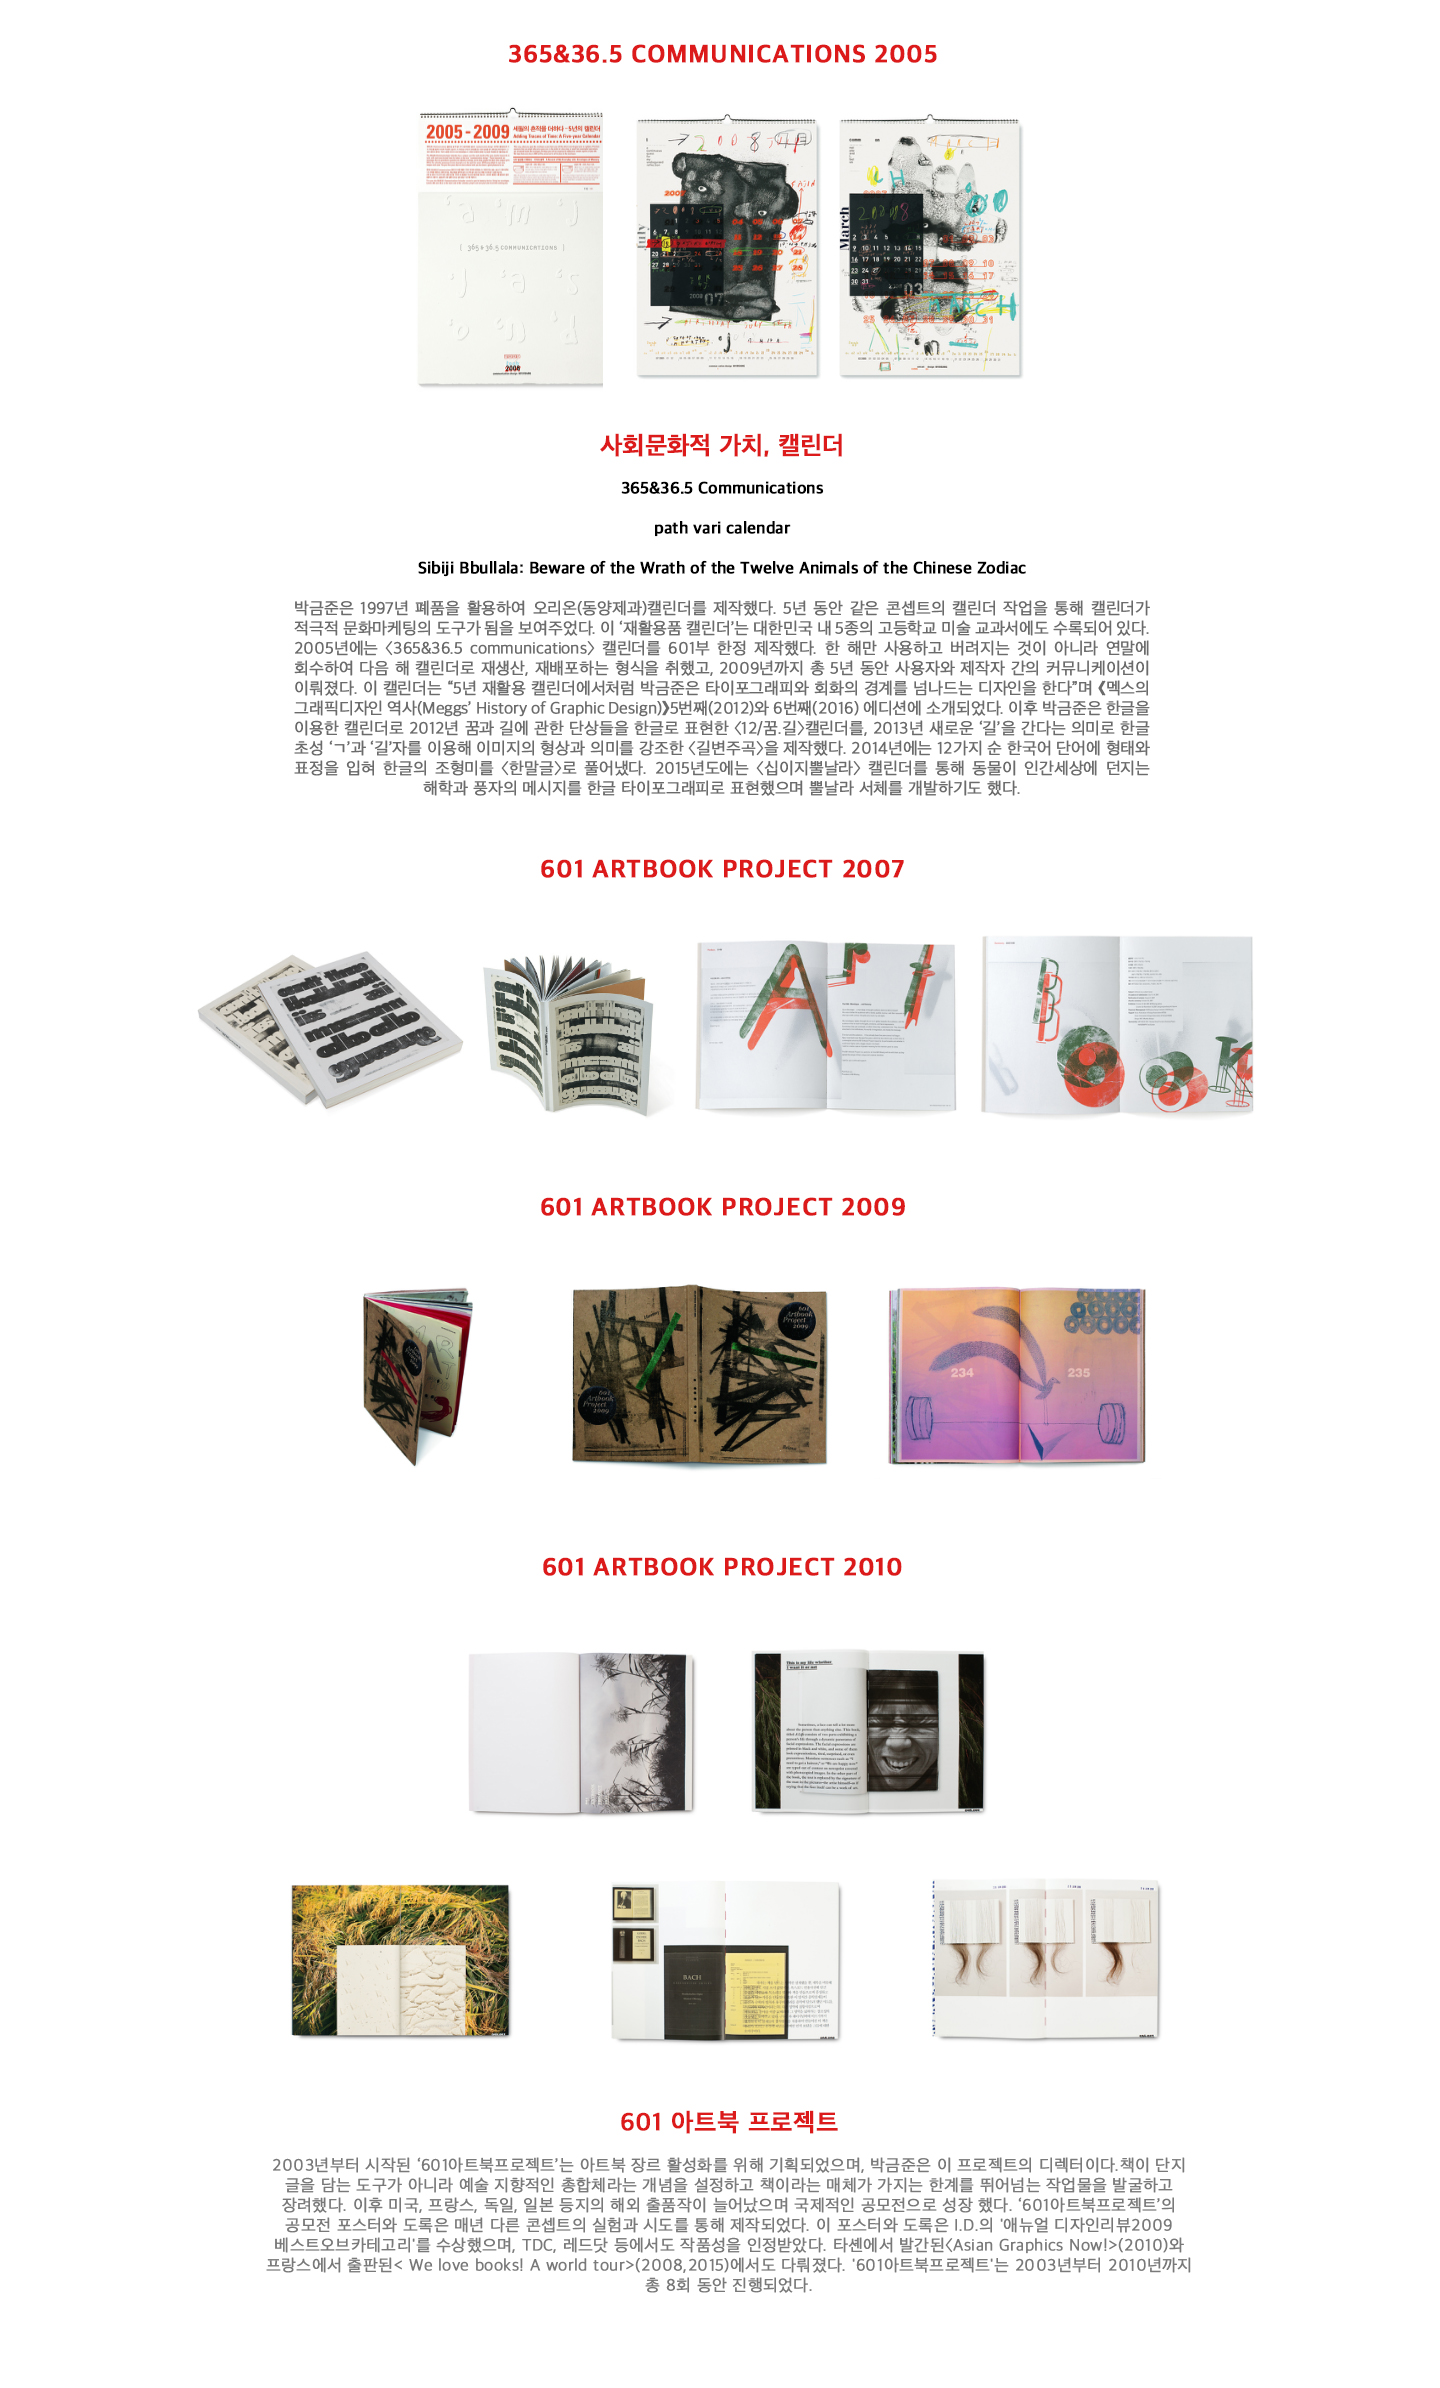 365&36.5 COMMUNICATIONS 2005
2005-2009 세월의 흔적을 더하다 - 5년의 캘린더
Adding Traces of Time: A Five-year Calendar
[ 365&36.5 COMMUNICATIONS ]
2008
July
07
March
03
MARCH
사회문화적 가치, 캘린더
365&36.5 Communications
path vari calendar
Sibiji Bbullala: Beware of the Wrath of the Twelve Animals of the Chinese Zodiac
박금준은 1997년 폐품을 활용하여 오리온(동양제과)캘린더를 제작했다. 5년 동안 같은 콘셉트의 캘린더 작업을 통해 캘린더가
적극적 문화마케팅의 도구가 됨을 보여주었다. 이 ‘재활용품 캘린더’는 대한민국 내 5종의 고등학교 미술 교과서에도 수록되어 있다.
2005년에는 〈365&36.5 communications〉 캘린더를 601부 한정 제작했다. 한 해만 사용하고 버려지는 것이 아니라 연말에
회수하여 다음 해 캘린더로 재생산, 재배포하는 형식을 취했고, 2009년까지 총 5년 동안 사용자와 제작자 간의 커뮤니케이션이
이뤄졌다. 이 캘린더는 “5년 재활용 캘린더에서처럼 박금준은 타이포그래피와 회화의 경계를 넘나드는 디자인을 한다”며 《멕스의
그래픽디자인 역사(Meggs’ History of Graphic Design)》5번째(2012)와 6번째(2016) 에디션에 소개되었다. 이후 박금준은 한글을
이용한 캘린더로 2012년 꿈과 길에 관한 단상들을 한글로 표현한 〈12/꿈.길〉캘린더를, 2013년 새로운 ‘길’을 간다는 의미로 한글
초성 ‘ㄱ’과 ‘길’자를 이용해 이미지의 형상과 의미를 강조한 〈길변주곡〉을 제작했다. 2014년에는 12가지 순 한국어 단어에 형태와
표정을 입혀 한글의 조형미를 〈한말글〉로 풀어냈다. 2015년도에는 〈십이지뿔날라〉 캘린더를 통해 동물이 인간세상에 던지는
해학과 풍자의 메시지를 한글 타이포그래피로 표현했으며 뿔날라 서체를 개발하기도 했다.
601 ARTBOOK PROJECT 2007
601 ARTBOOK PROJECT 2009
601
Artbook
Project
2009
601
Artbook
Project
2009
234
235
601 ARTBOOK PROJECT 2010
This is my life whether
I want it or not
BACH
601 아트북 프로젝트
2003년부터 시작된 ‘601아트북프로젝트’는 아트북 장르 활성화를 위해 기획되었으며, 박금준은 이 프로젝트의 디렉터이다.책이 단지
글을 담는 도구가 아니라 예술 지향적인 총합체라는 개념을 설정하고 책이라는 매체가 가지는 한계를 뛰어넘는 작업물을 발굴하고
장려했다. 이후 미국, 프랑스, 독일, 일본 등지의 해외 출품작이 늘어났으며 국제적인 공모전으로 성장 했다. ‘601아트북프로젝트’의
공모전 포스터와 도록은 매년 다른 콘셉트의 실험과 시도를 통해 제작되었다. 이 포스터와 도록은 I.D.의 '애뉴얼 디자인리뷰2009
베스트오브카테고리'를 수상했으며, TDC, 레드닷 등에서도 작품성을 인정받았다. 타셴에서 발간된〈Asian Graphics Now!>(2010)와
프랑스에서 출판된< We love books! A world tour>(2008,2015)에서도 다뤄졌다. '601아트북프로젝트'는 2003년부터 2010년까지
총 8회 동안 진행되었다.